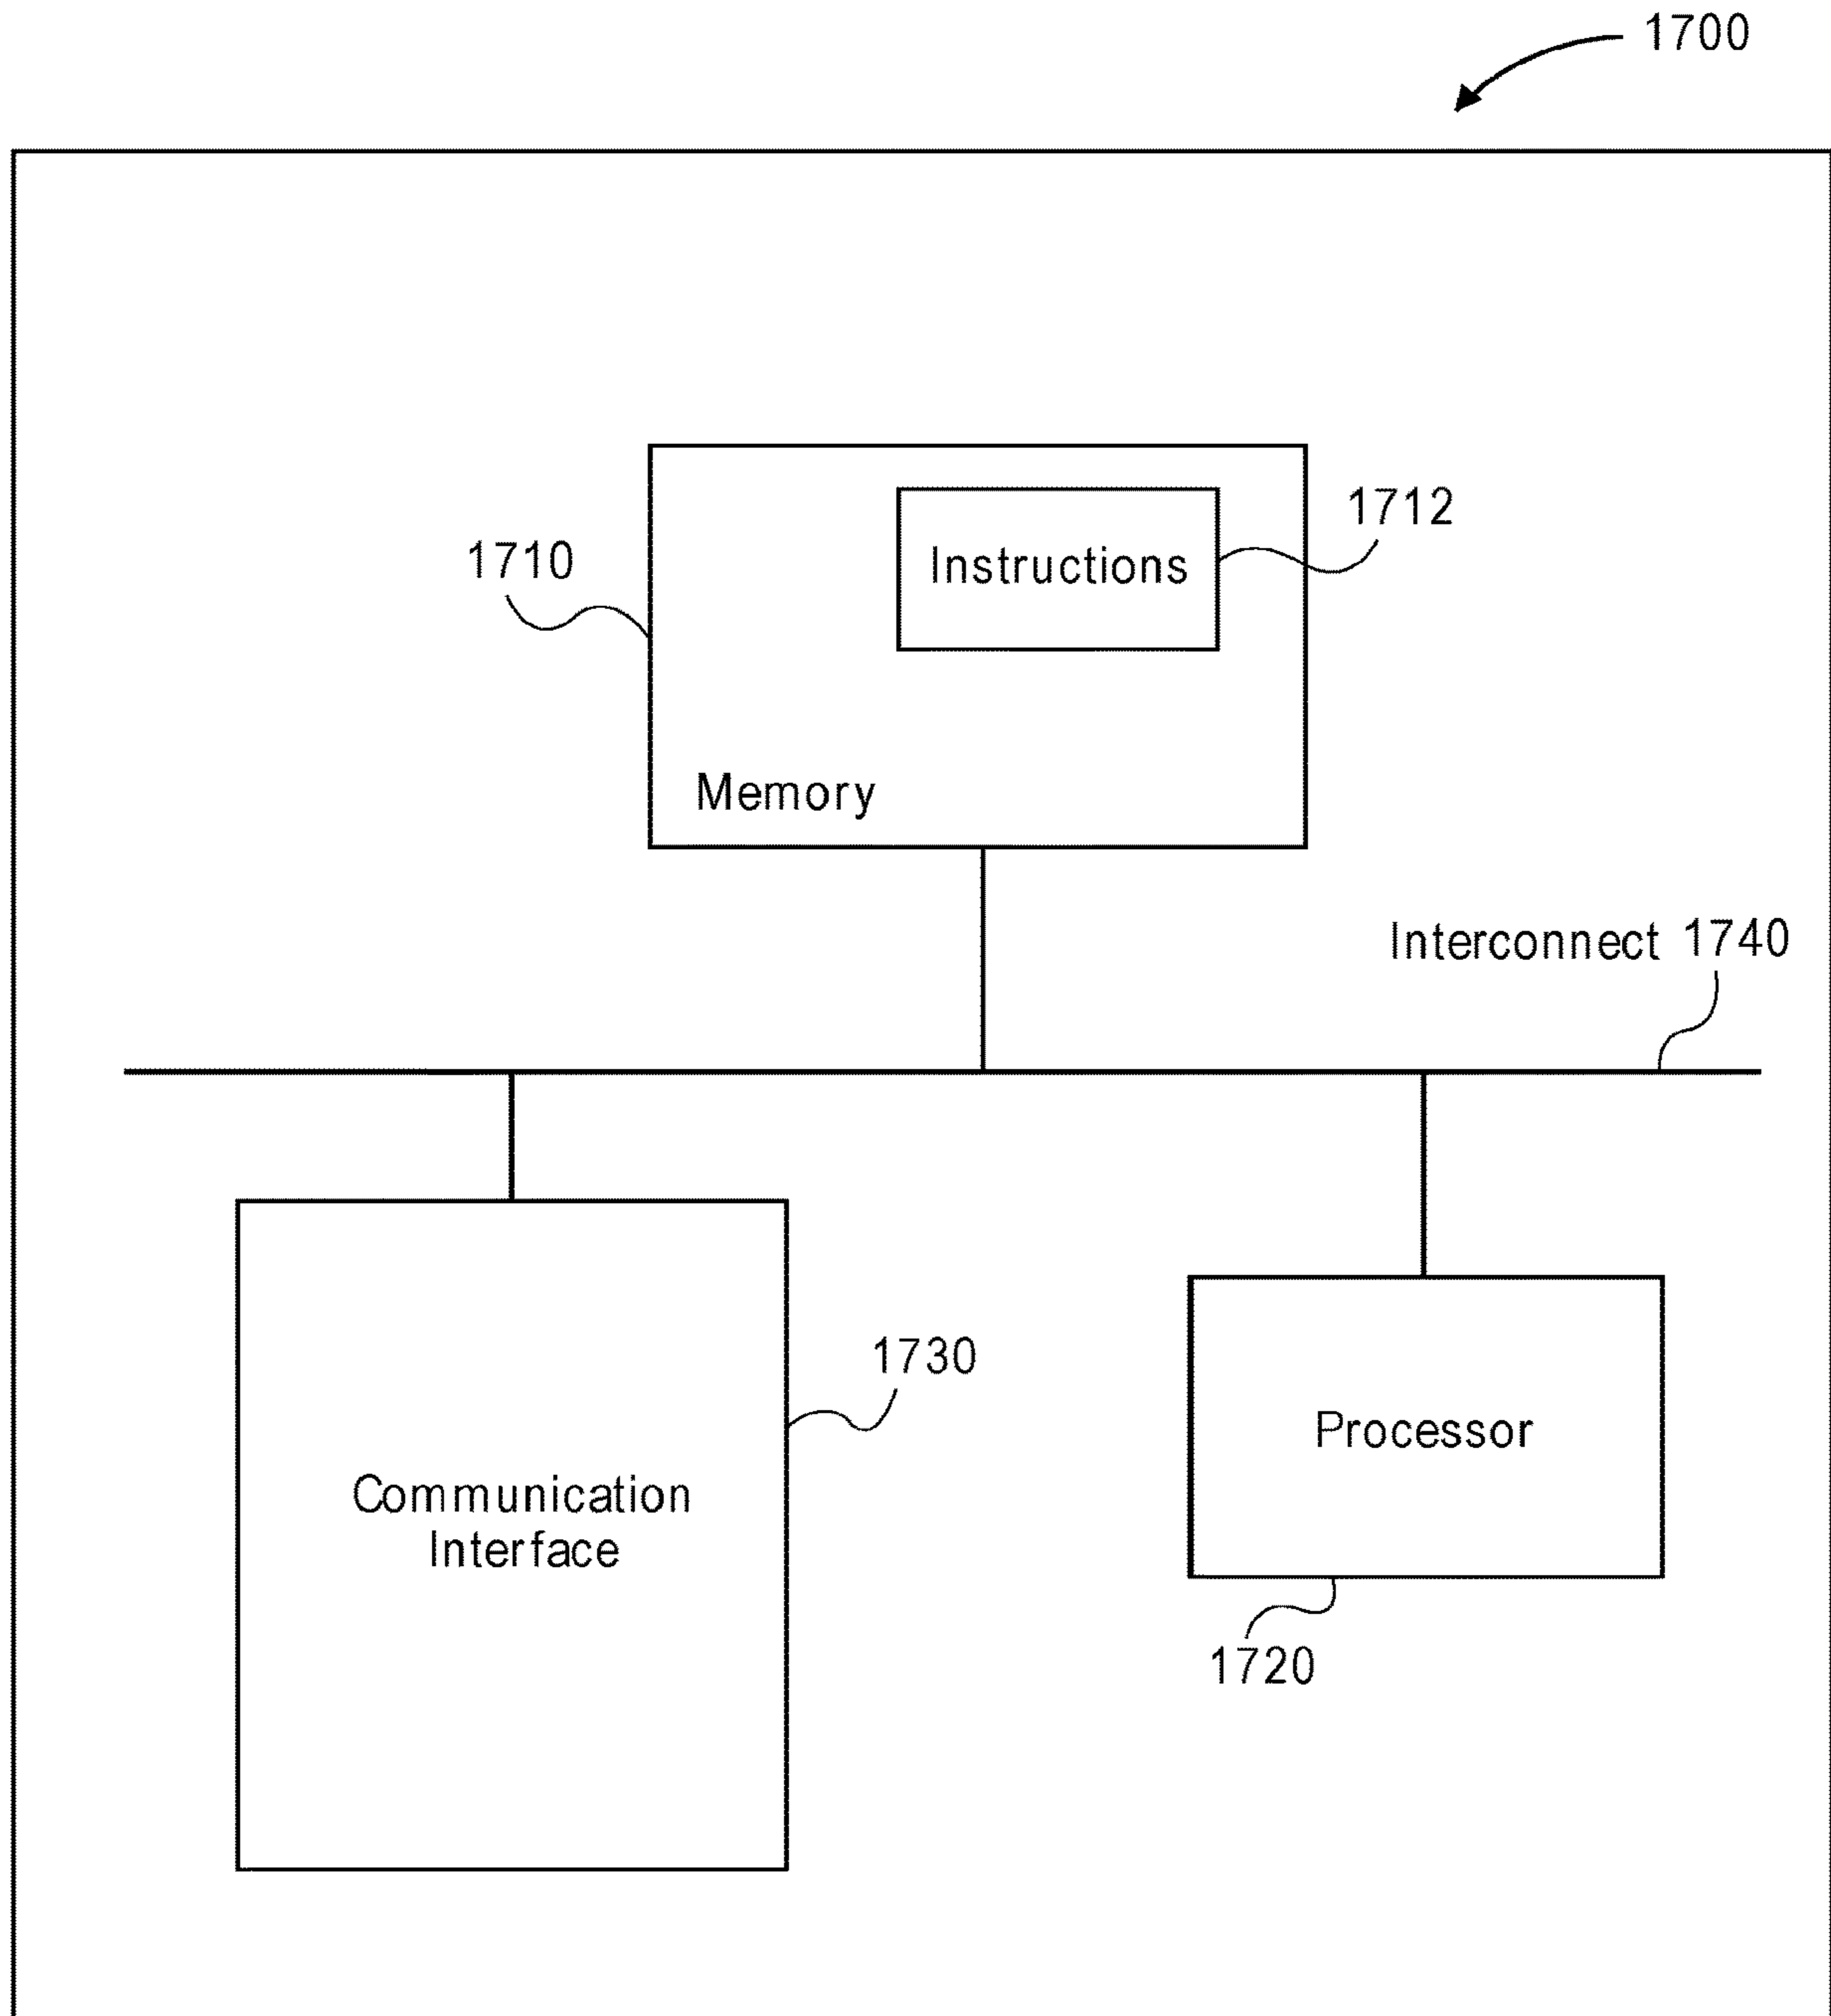 1700
1712
Instructions
1710
Memory
Interconnect 1740
1730
Processor
Communication
Interface
1720